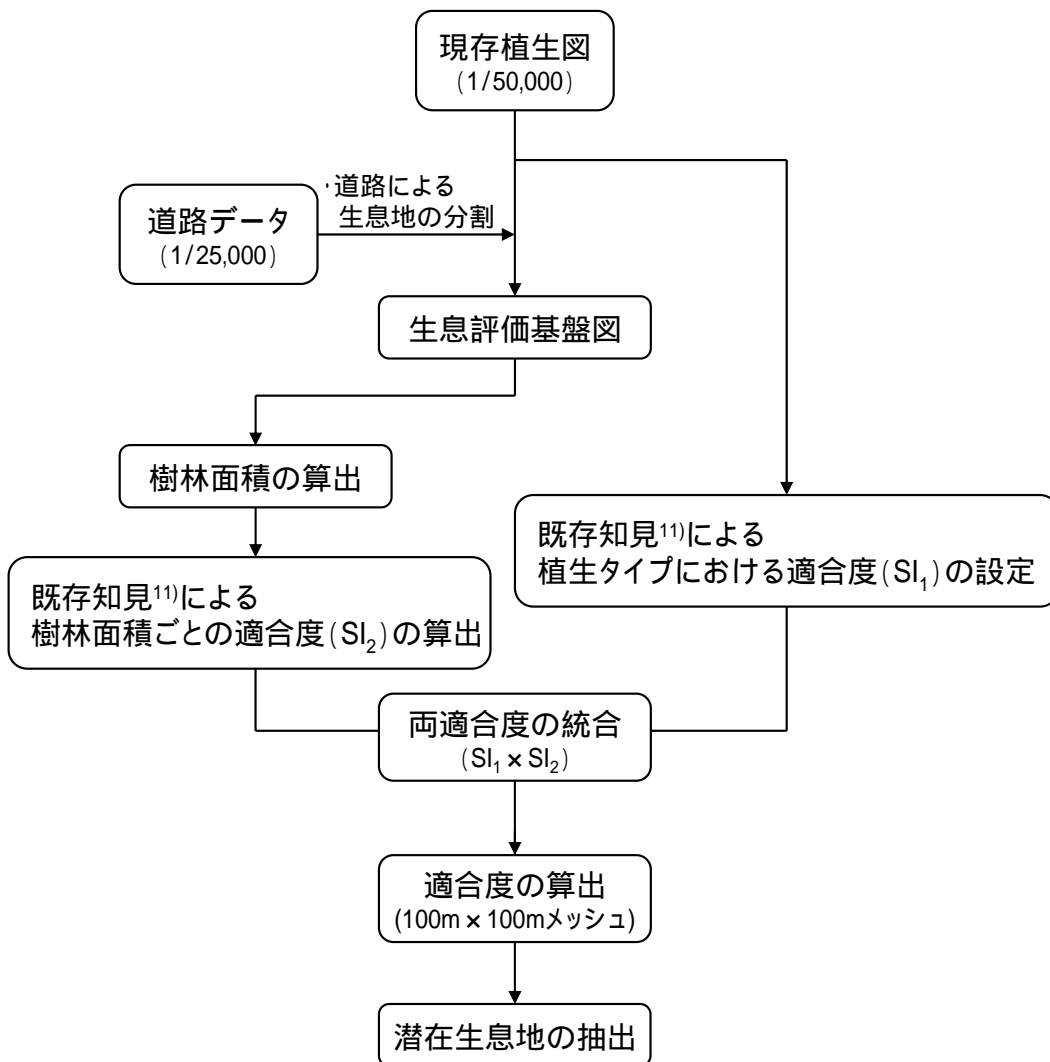 現存植生図
(1/50,000)
・道路による
生息地の分割
道路データ
(1/25,000)
生息評価基盤図
樹林面積の算出
既存知見11)による
植生タイプにおける適合度(SI1)の設定
既存知見11)による
樹林面積ごとの適合度(SI2)の算出
両適合度の統合
(SI1×SI2)
適合度の算出
(100m×100mメッシュ)
潜在生息地の抽出